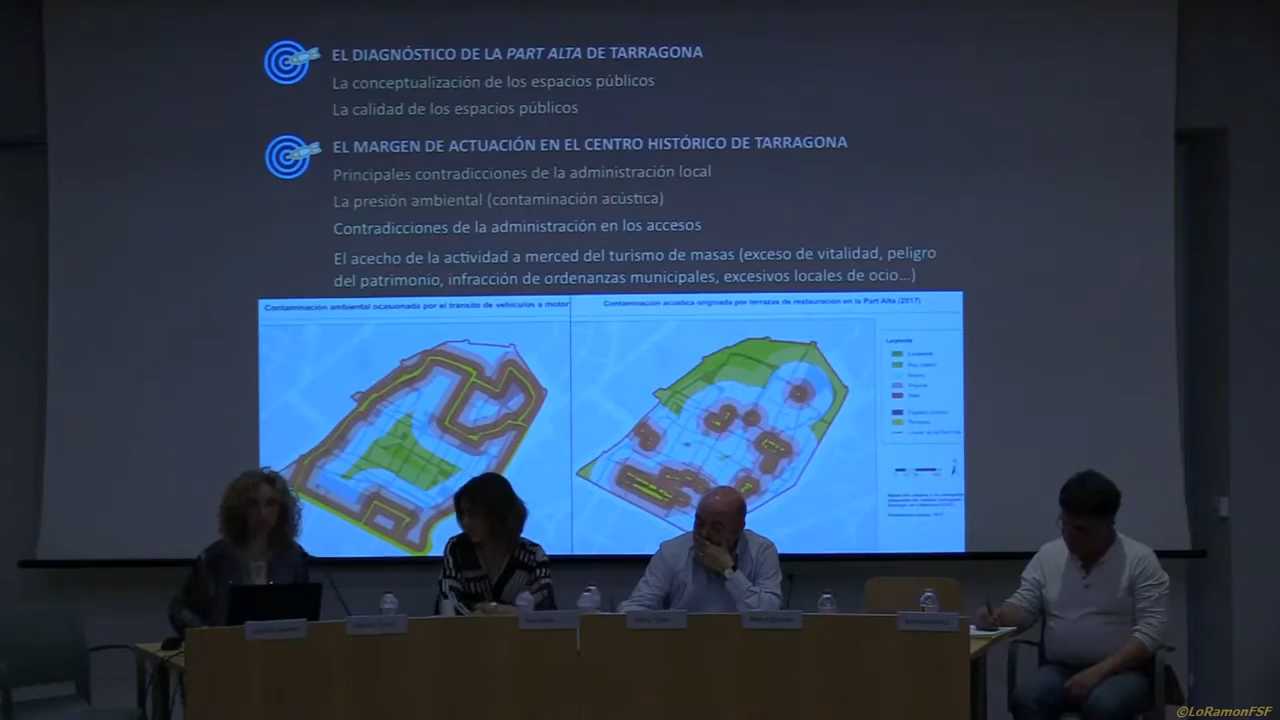 EL DIAGNÓSTICO DE LA PART ALTA DE TARRAGONA
La conceptualización de los espacios públicos
La calidad de los espacios públicos
EL MARGEN DE ACTUACIÓN EN EL CENTRO HISTÓRICO DE TARRAGONA
Principales contradicciones de la administración local
La presión ambiental (contaminación acústica)
Contradicciones de la administración en los accesos
El acecho de la actividad a merced del turismo de masas (exceso de vitalidad, peligro
del patrimonio, infracción de ordenanzas municipales, excesivos locales de ocio...)
Contaminación ambiental ocasionada por el tránsito de vehículos a motor
Contaminación acústica originada por terrazas de restauración en la Part Alta (2017)
Leyenda
©LoRamonFSF